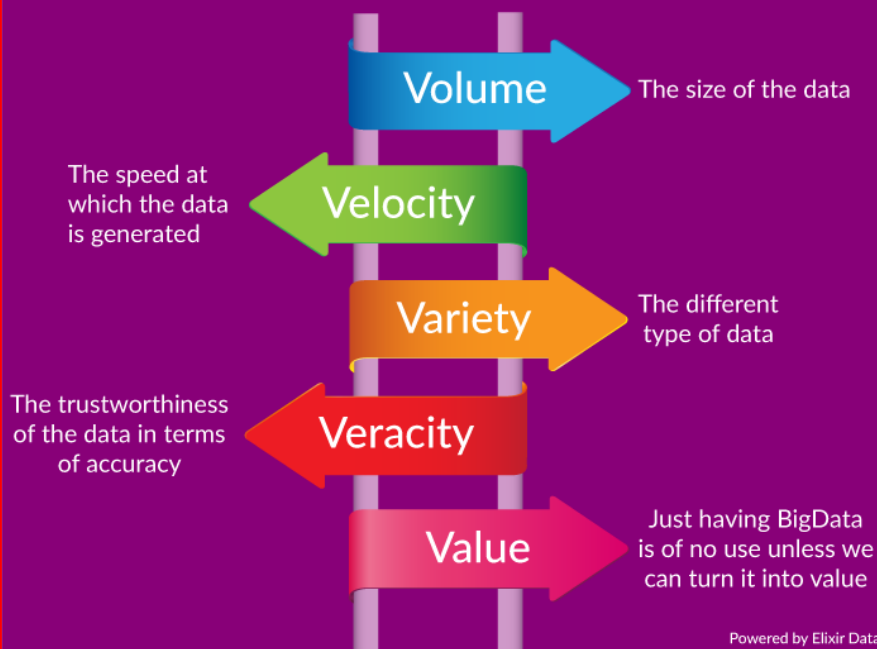 Volume
The size of the data
The speed at
which the data
is generated
Velocity
Variety
The different
type of data
The trustworthiness
of the data in terms
of accuracy
Veracity
Value
Just having BigData
is of no use unless we
can turn it into value
Powered by Elixir Data